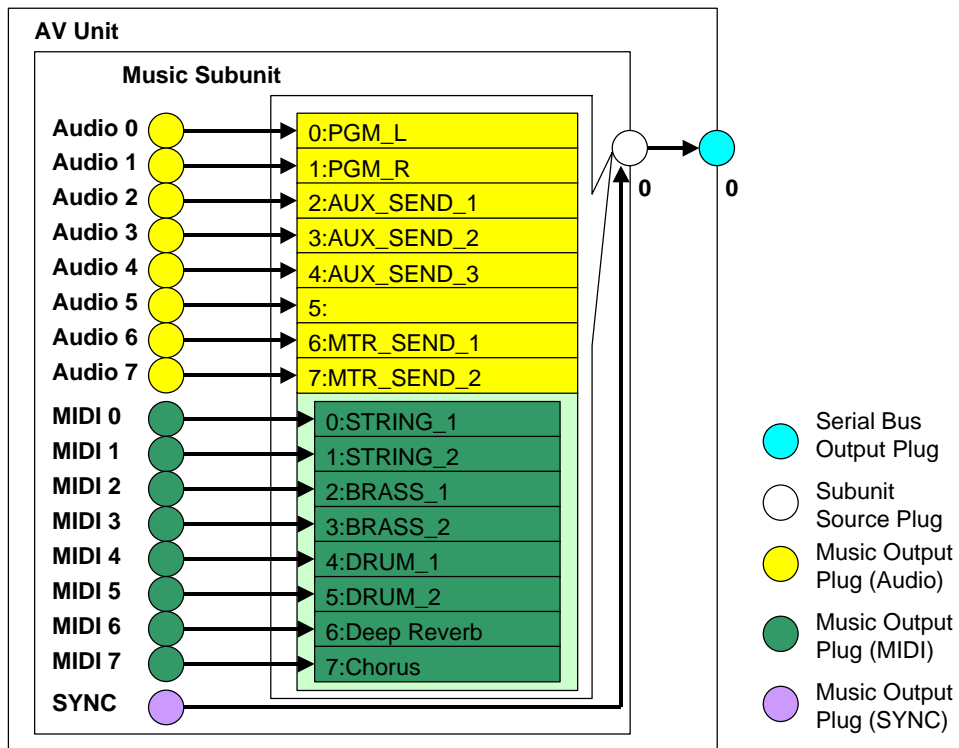 AV Unit
Music Subunit
Audio 0
0:PGM_L
Audio 1
1:PGM_R
0
0
Audio 2
2:AUX_SEND_1
Audio 3
3:AUX_SEND_2
Audio 4
4:AUX_SEND_3
Audio 5
5:
Audio 6
6:MTR_SEND_1
Audio 7
7:MTR_SEND_2
MIDI 0
0:STRING_1
MIDI 1
1:STRING_2
MIDI 2
2:BRASS_1
MIDI 3
3:BRASS_2
MIDI 4
4:DRUM_1
MIDI 5
5:DRUM_2
MIDI 6
6:Deep Reverb
MIDI 7
7:Chorus
SYNC
Serial Bus
Output Plug
Subunit
Source Plug
Music Output
Plug (Audio)
Music Output
Plug (MIDI)
Music Output
Plug (SYNC)